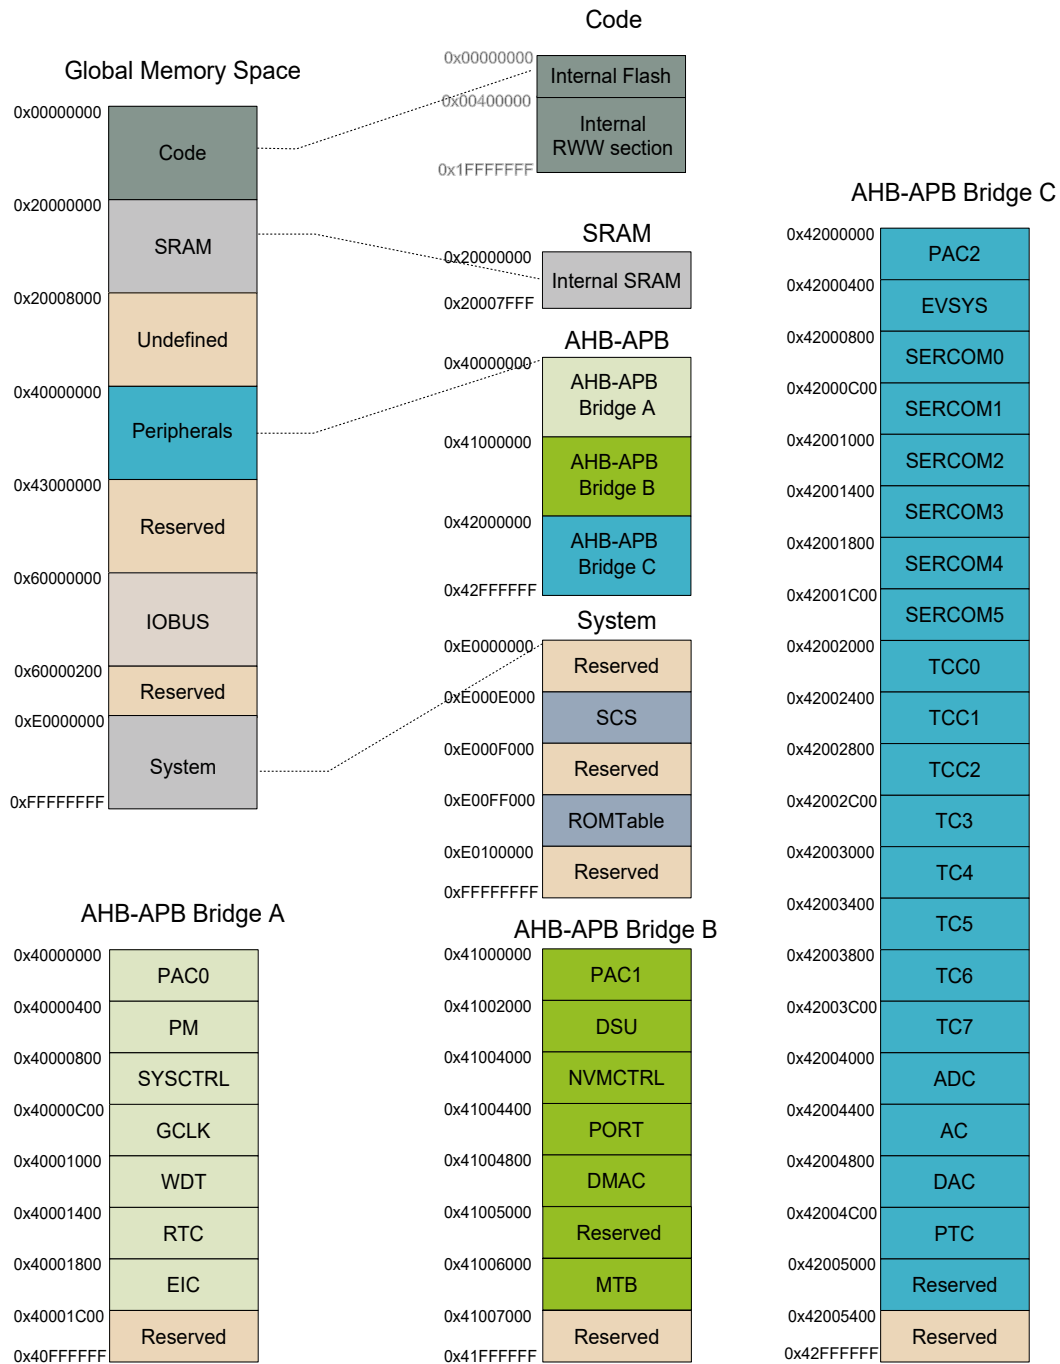 Global Memory Space
0x00000000
Code
0x20000000
SRAM
0x20008000
Undefined
0x40000000
Peripherals
0x43000000
Reserved
0x60000000
IOBUS
0x60000200
Reserved
0xE0000000
System
0xFFFFFFFF
Code
0x00000000
Internal Flash
0x00400000
Internal
RWW section
0x1FFFFFFF
SRAM
0x20000000
Internal SRAM
0x20007FFF
AHB-APB
0x40000000
AHB-APB
Bridge A
0x41000000
AHB-APB
Bridge B
0x42000000
AHB-APB
Bridge C
0x42FFFFFF
System
0xE0000000
Reserved
0xE000E000
SCS
0xE000F000
Reserved
0xE00FF000
ROMTable
0xE0100000
Reserved
0xFFFFFFFF
AHB-APB Bridge A
0x40000000
PAC0
0x40000400
PM
0x40000800
SYSCTRL
0x40000C00
GCLK
0x40001000
WDT
0x40001400
RTC
0x40001800
EIC
0x40001C00
Reserved
0x40FFFFFF
AHB-APB Bridge B
0x41000000
PAC1
0x41002000
DSU
0x41004000
NVMCTRL
0x41004400
PORT
0x41004800
DMAC
0x41005000
Reserved
0x41006000
MTB
0x41007000
Reserved
0x41FFFFFF
AHB-APB Bridge C
0x42000000
PAC2
0x42000400
EVSYS
0x42000800
SERCOM0
0x42000C00
SERCOM1
0x42001000
SERCOM2
0x42001400
SERCOM3
0x42001800
SERCOM4
0x42001C00
SERCOM5
0x42002000
TCC0
0x42002400
TCC1
0x42002800
TCC2
0x42002C00
TC3
0x42003000
TC4
0x42003400
TC5
0x42003800
TC6
0x42003C00
TC7
0x42004000
ADC
0x42004400
AC
0x42004800
DAC
0x42004C00
PTC
0x42005000
Reserved
0x42005400
Reserved
0x42FFFFFF